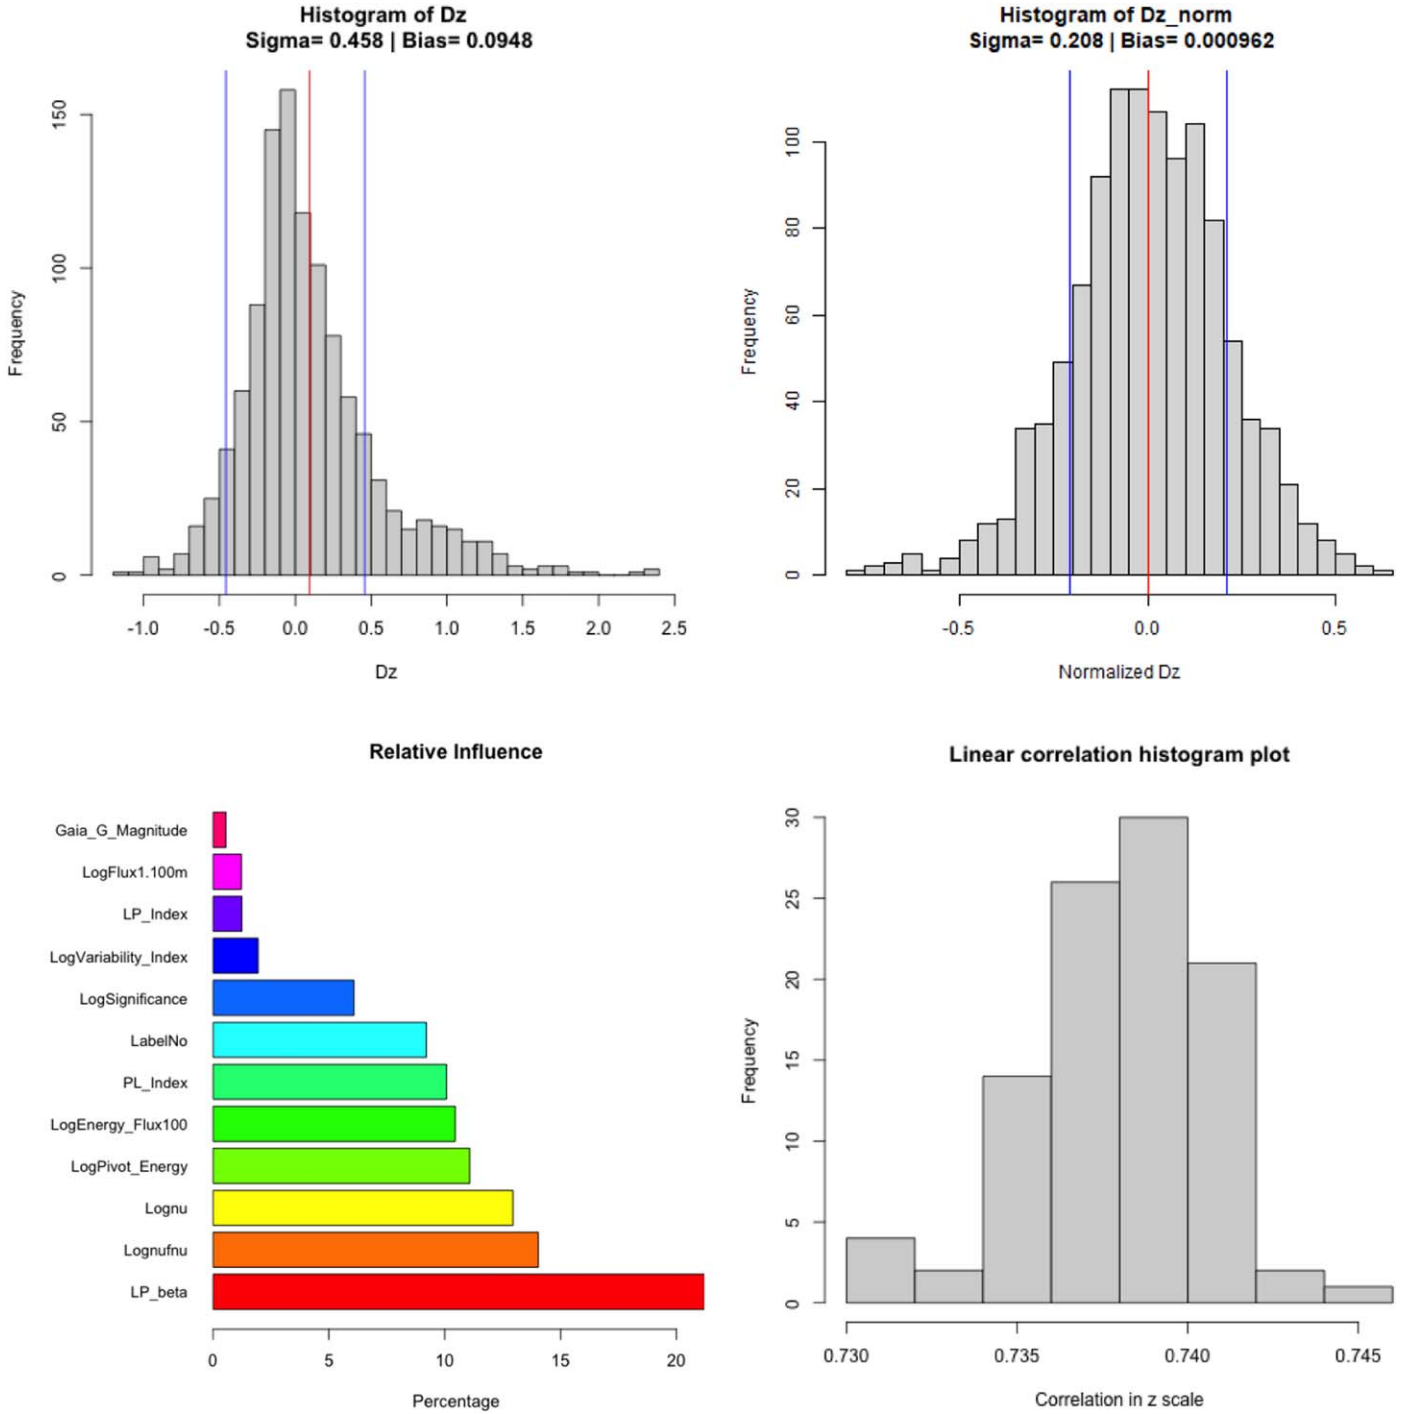 Histogram of Dz
Sigma= 0.458 | Bias= 0.0948
Frequency
0
50
100
150
-1.0
-0.5
0.0
0.5
1.0
1.5
2.0
2.5
Dz
Histogram of Dz_norm
Sigma= 0.208 | Bias= 0.000962
Frequency
0
20
40
60
80
100
-0.5
0.0
0.5
Normalized Dz
Relative Influence
Gaia_G_Magnitude
LogFlux1.100m
LP_Index
LogVariability_Index
LogSignificance
LabelNo
PL_Index
LogEnergy_Flux100
LogPivot_Energy
Lognu
Lognufnu
LP_beta
0
5
10
15
20
Percentage
Linear correlation histogram plot
Frequency
0
5
10
15
20
25
30
0.730
0.735
0.740
0.745
Correlation in z scale